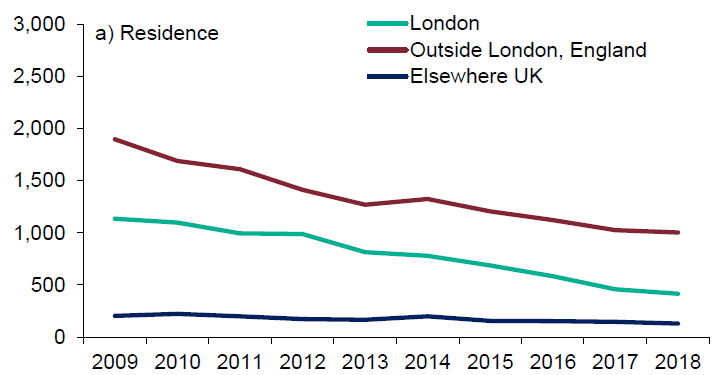 3,000
a) Residence
London
Outside London, England
Elsewhere UK
2,500
2,000
1,500
1,000
500
0
2009 2010 2011 2012 2013 2014 2015 2016 2017 2018